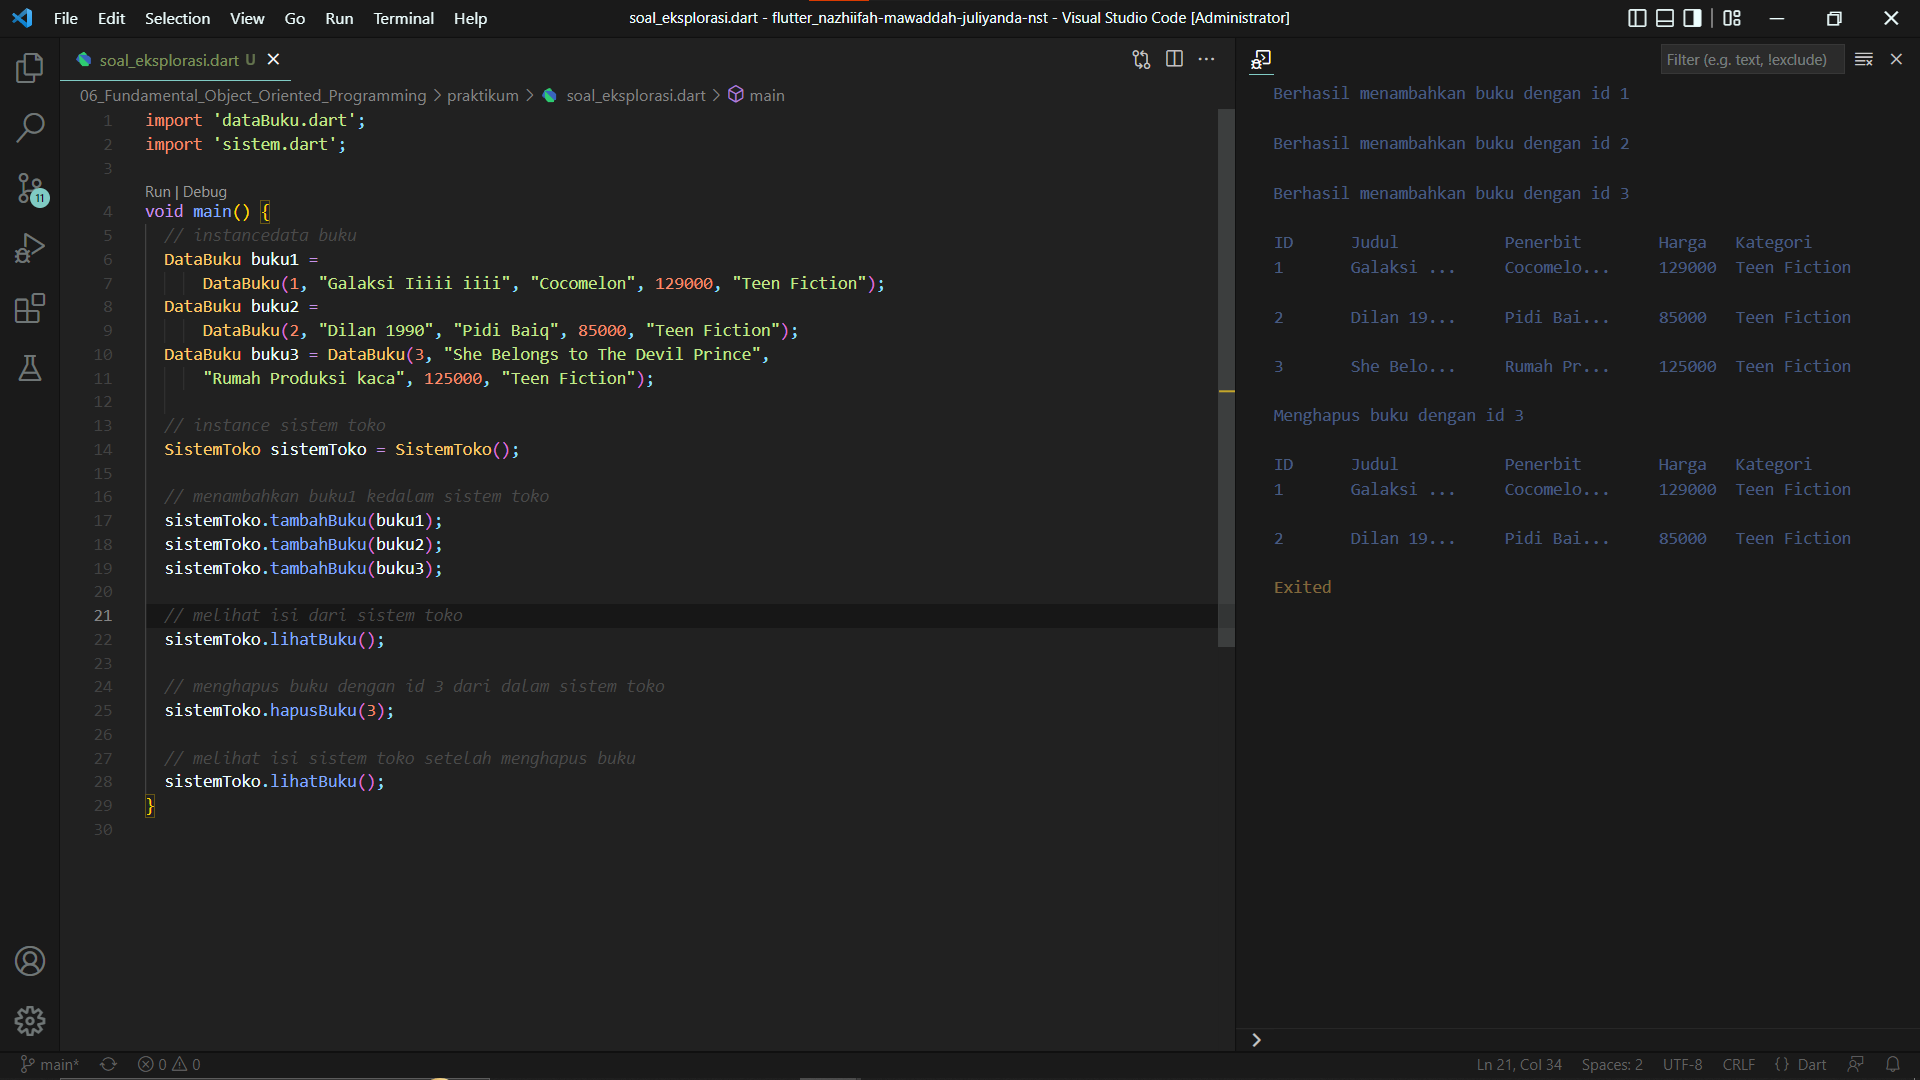 File Edit Selection View Go Run Terminal Help
soal_eksplorasi.dart - flutter_nazhiifah-mawaddah-juliyanda-nst - Visual Studio Code [Administrator]
soal_eksplorasi.dart U
06_Fundamental_Object_Oriented_Programming > praktikum > soal_eksplorasi.dart > main
1 import 'dataBuku.dart';
2 import 'sistem.dart';
3
Run | Debug
4 void main() {
5 // instancedata buku
6 DataBuku buku1 =
7 DataBuku(1, "Galaksi Iiiii iiii", "Cocomelon", 129000, "Teen Fiction");
8 DataBuku buku2 =
9 DataBuku(2, "Dilan 1990", "Pidi Baiq", 85000, "Teen Fiction");
10 DataBuku buku3 = DataBuku(3, "She Belongs to The Devil Prince",
11 "Rumah Produksi kaca", 125000, "Teen Fiction");
12
13 // instance sistem toko
14 SistemToko sistemToko = SistemToko();
15
16 // menambahkan buku1 kedalam sistem toko
17 sistemToko.tambahBuku(buku1);
18 sistemToko.tambahBuku(buku2);
19 sistemToko.tambahBuku(buku3);
20
21 // melihat isi dari sistem toko
22 sistemToko.lihatBuku();
23
24 // menghapus buku dengan id 3 dari dalam sistem toko
25 sistemToko.hapusBuku(3);
26
27 // melihat isi sistem toko setelah menghapus buku
28 sistemToko.lihatBuku();
29 }
30
11
Filter (e.g. text, !exclude)
Berhasil menambahkan buku dengan id 1
Berhasil menambahkan buku dengan id 2
Berhasil menambahkan buku dengan id 3
ID Judul Penerbit Harga Kategori
1 Galaksi ... Cocomelo... 129000 Teen Fiction
2 Dilan 19... Pidi Bai... 85000 Teen Fiction
3 She Belo... Rumah Pr... 125000 Teen Fiction
Menghapus buku dengan id 3
ID Judul Penerbit Harga Kategori
1 Galaksi ... Cocomelo... 129000 Teen Fiction
2 Dilan 19... Pidi Bai... 85000 Teen Fiction
Exited
main* 0 0 Ln 21, Col 34 Spaces: 2 UTF-8 CRLF {} Dart